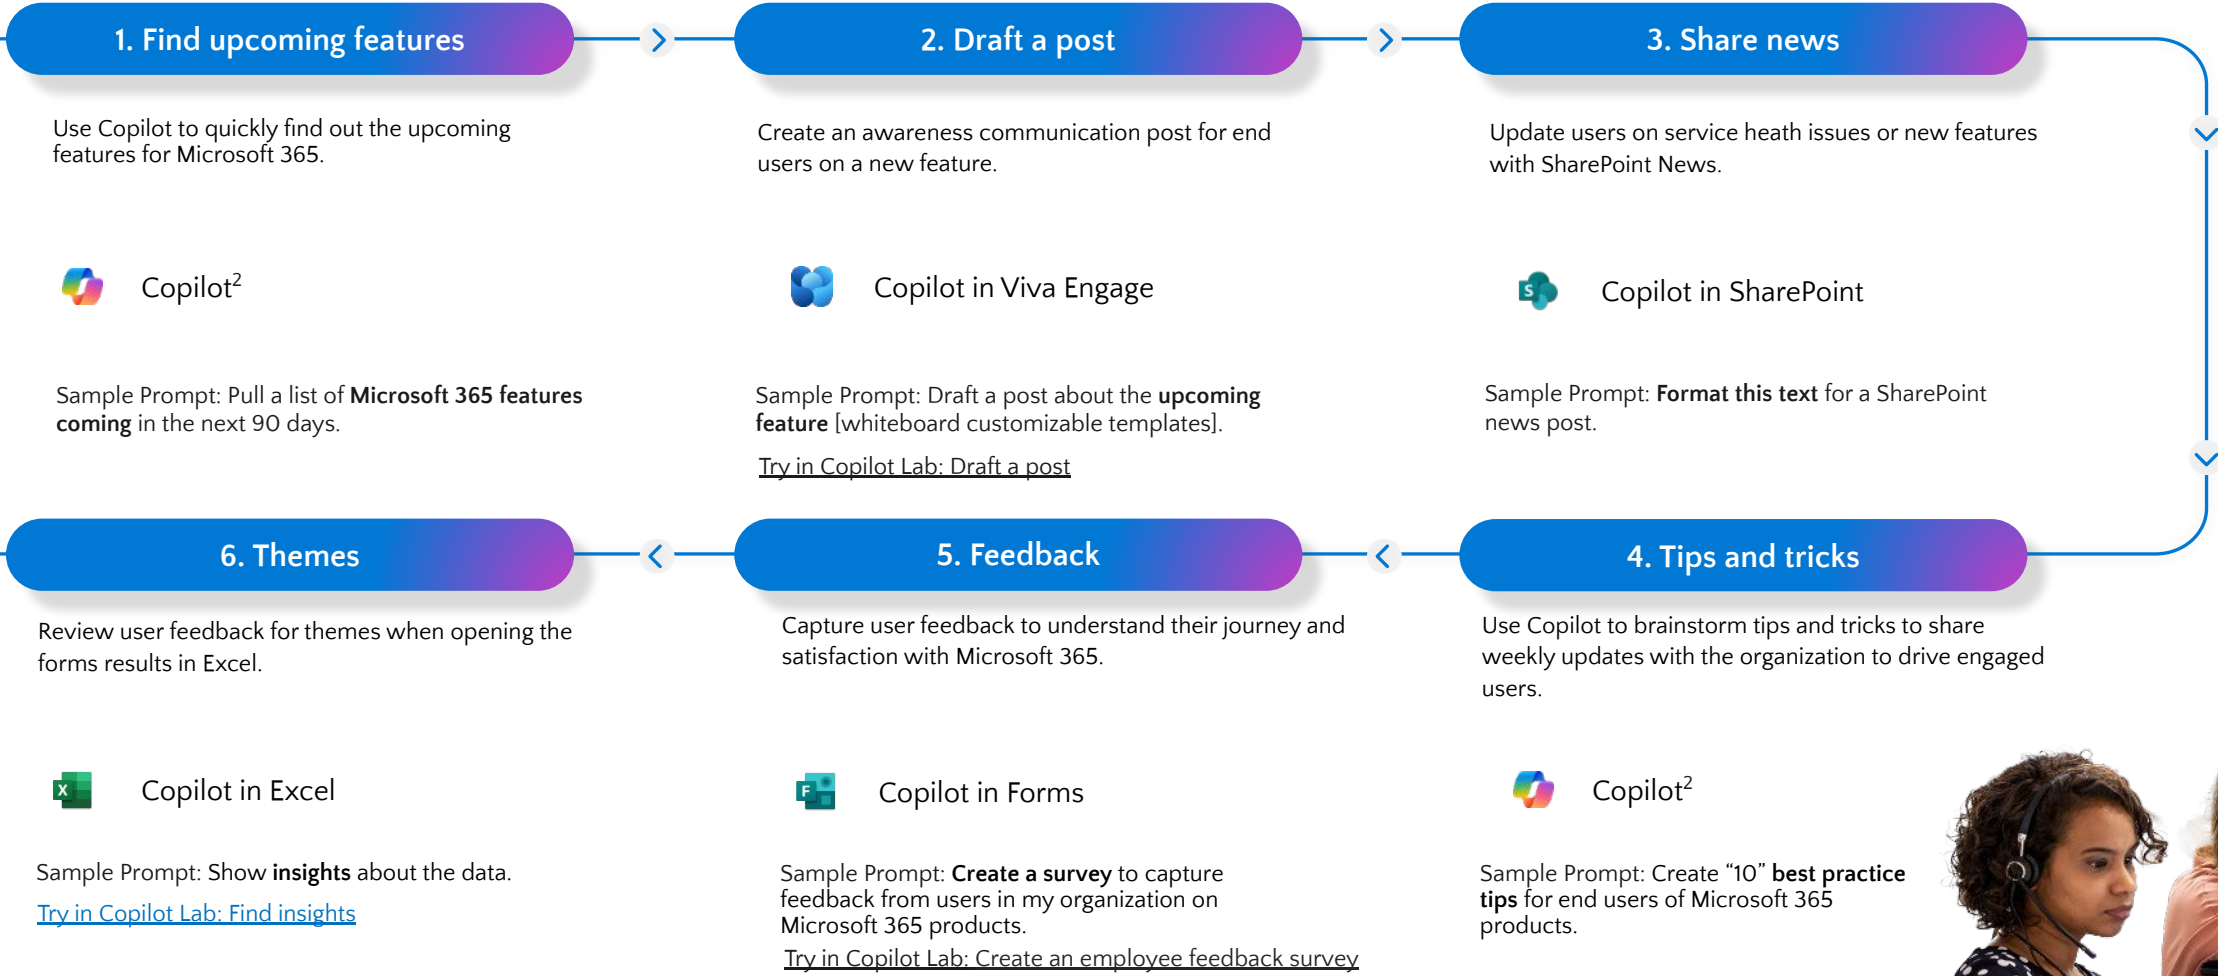 1. Find upcoming features
Use Copilot to quickly find out the upcoming
features for Microsoft 365.
Copilot2
Sample Prompt: Pull a list of Microsoft 365 features
coming in the next 90 days.
2. Draft a post
Create an awareness communication post for end
users on a new feature.
Copilot in Viva Engage
Sample Prompt: Draft a post about the upcoming
feature [whiteboard customizable templates].
Try in Copilot Lab: Draft a post
3. Share news
Update users on service heath issues or new features
with SharePoint News.
S
Copilot in SharePoint
Sample Prompt: Format this text for a SharePoint
news post.
4. Tips and tricks
Use Copilot to brainstorm tips and tricks to share
weekly updates with the organization to drive engaged
users.
Copilot2
Sample Prompt: Create “10” best practice
tips for end users of Microsoft 365
products.
5. Feedback
Capture user feedback to understand their journey and
satisfaction with Microsoft 365.
F
Copilot in Forms
Sample Prompt: Create a survey to capture
feedback from users in my organization on
Microsoft 365 products.
Try in Copilot Lab: Create an employee feedback survey
6. Themes
Review user feedback for themes when opening the
forms results in Excel.
X
Copilot in Excel
Sample Prompt: Show insights about the data.
Try in Copilot Lab: Find insights